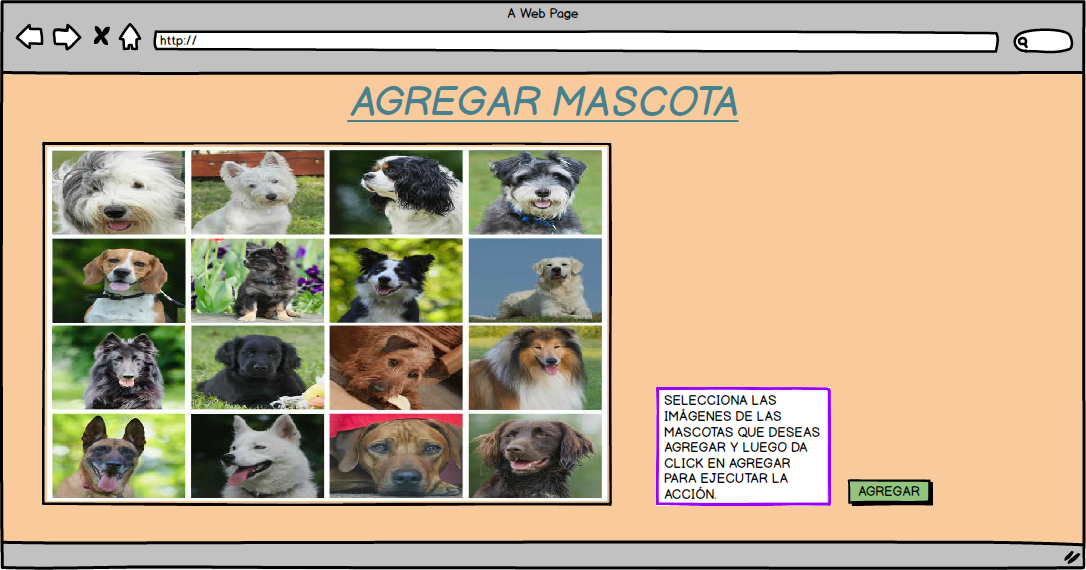 A Web Page
http://
AGREGAR MASCOTA
SELECCIONA LAS
IMÁGENES DE LAS
MASCOTAS QUE DESEAS
AGREGAR Y LUEGO DA
CLICK EN AGREGAR
PARA EJECUTAR LA
ACCIÓN.
AGREGAR